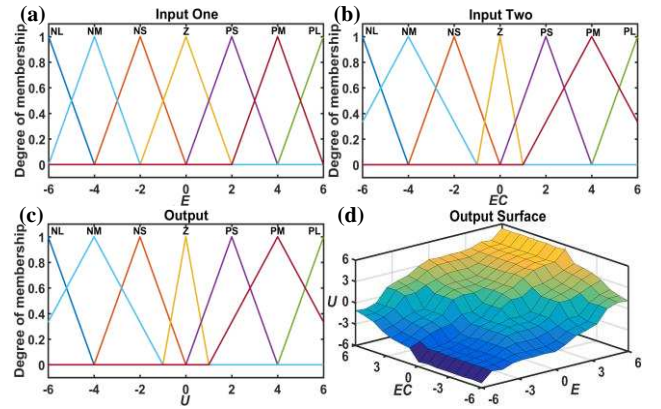 (a) Input One
NL NM NS Z PS PM PL
Degree of membership
1
0.8
0.6
0.4
0.2
0
-6 -4 -2 0 2 4 6
E
(b) Input Two
NL NM NS Z PS PM PL
Degree of membership
1
0.8
0.6
0.4
0.2
0
-6 -4 -2 0 2 4 6
EC
(c) Output
NL NM NS Z PS PM PL
Degree of membership
1
0.8
0.6
0.4
0.2
0
-6 -4 -2 0 2 4 6
U
(d) Output Surface
U
6
3
0
-3
-6
6 3 0 -3 -6
EC
-6 -3 0 3 6
E